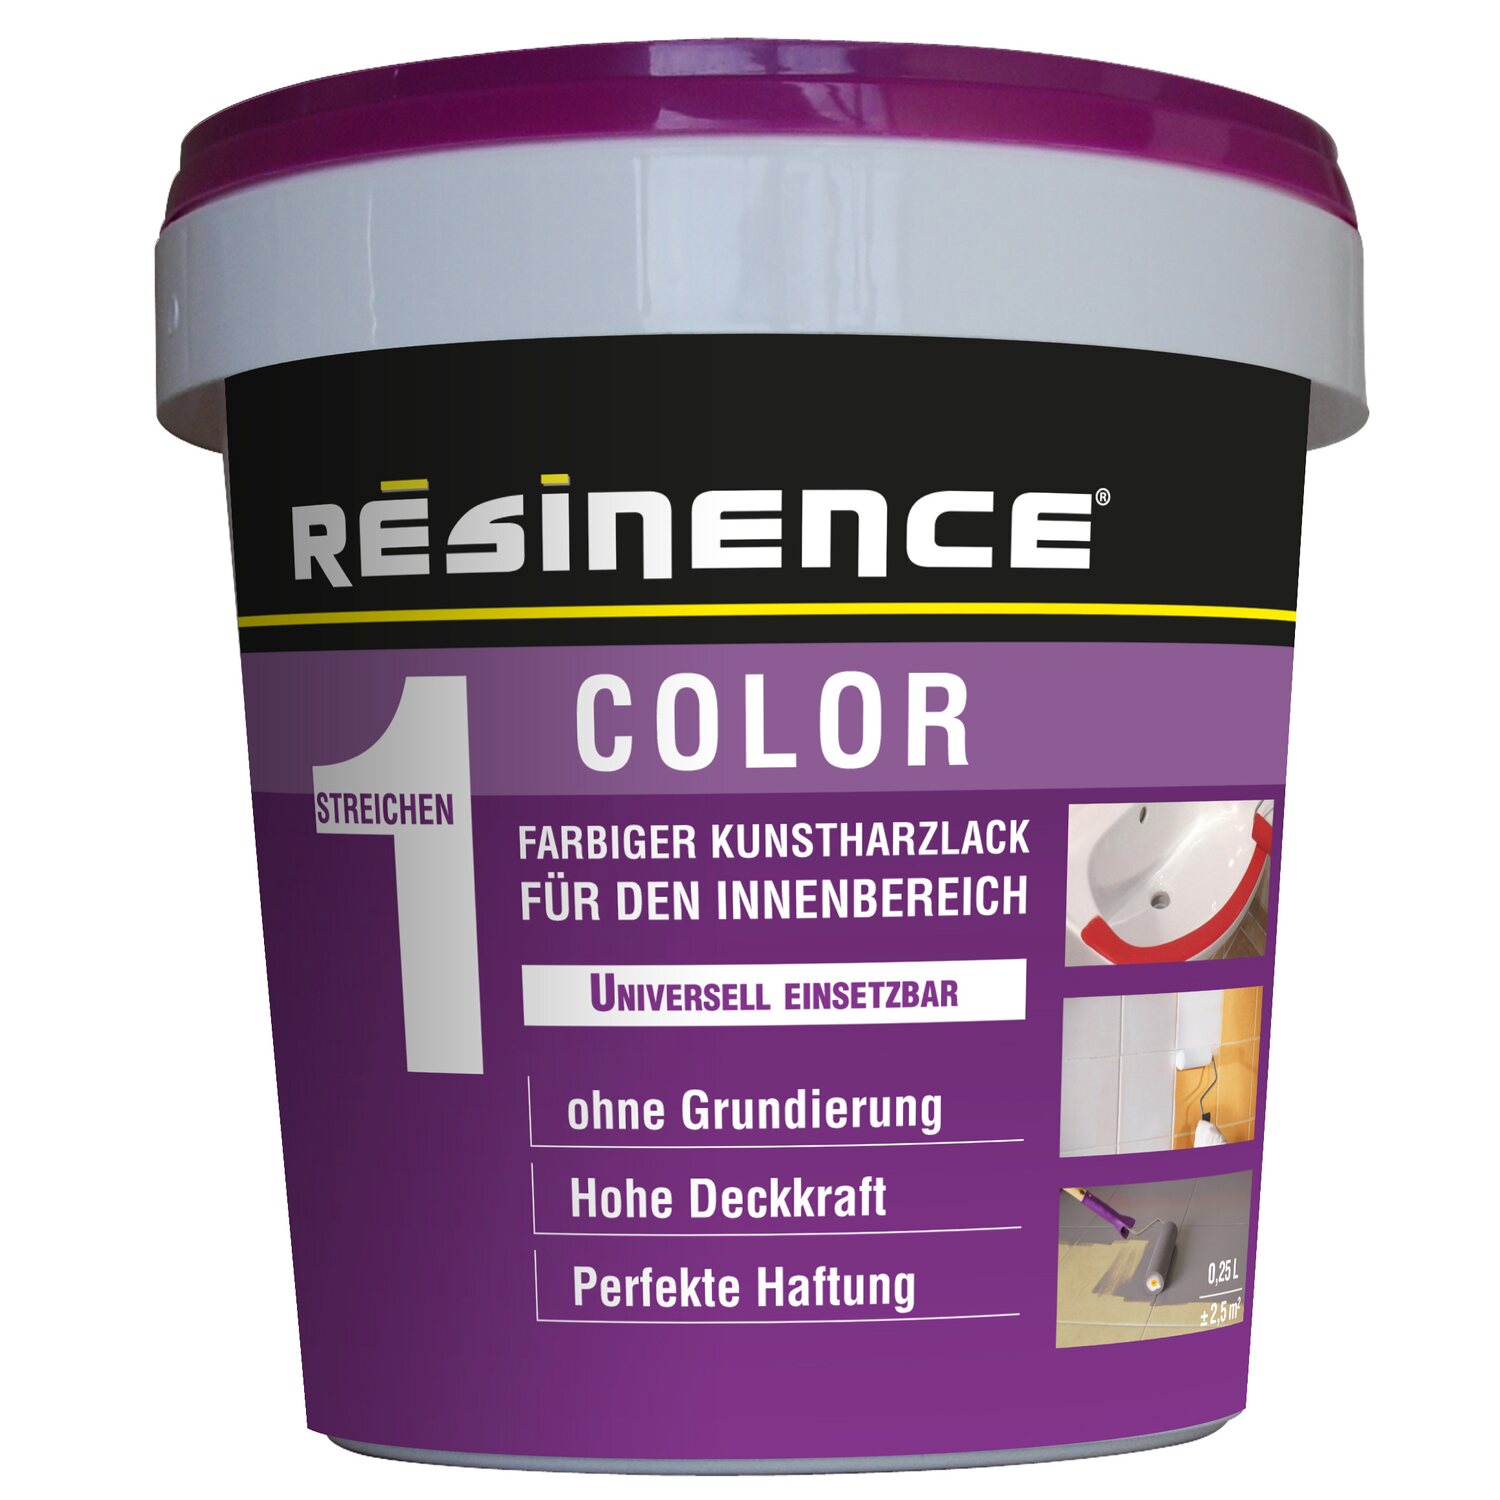 RÉSINENCE®
1
STREICHEN
COLOR
FARBIGER KUNSTHARZLACK
FÜR DEN INNENBEREICH
UNIVERSELL EINSETZBAR
ohne Grundierung
Hohe Deckkraft
Perfekte Haftung
0,25 L
± 2,5 m²